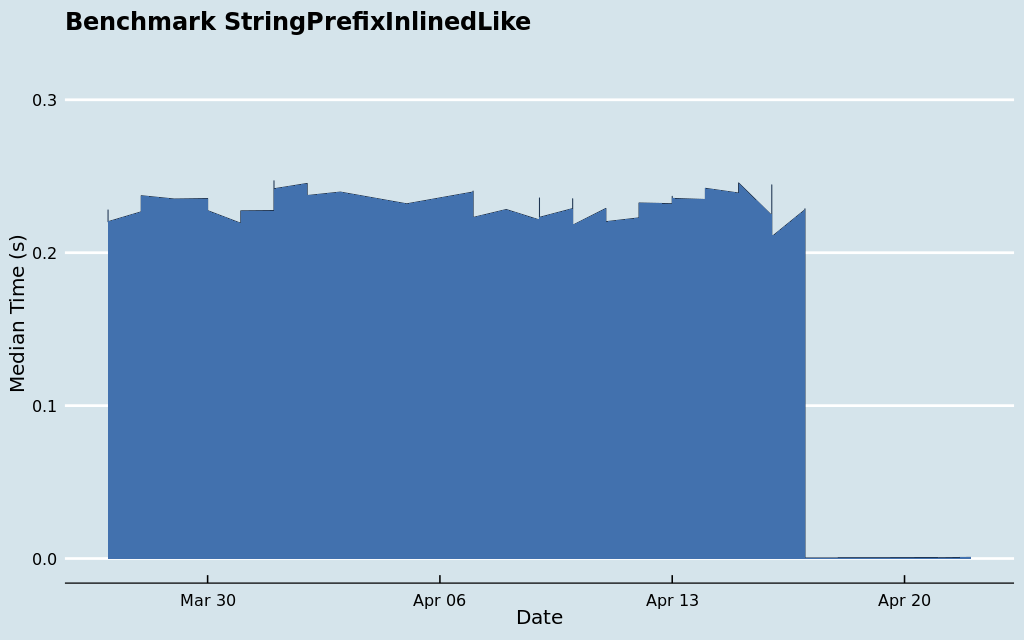 Benchmark StringPrefixInlinedLike
0.3
0.2
0.1
0.0
Median Time (s)
Mar 30
Apr 06
Apr 13
Apr 20
Date